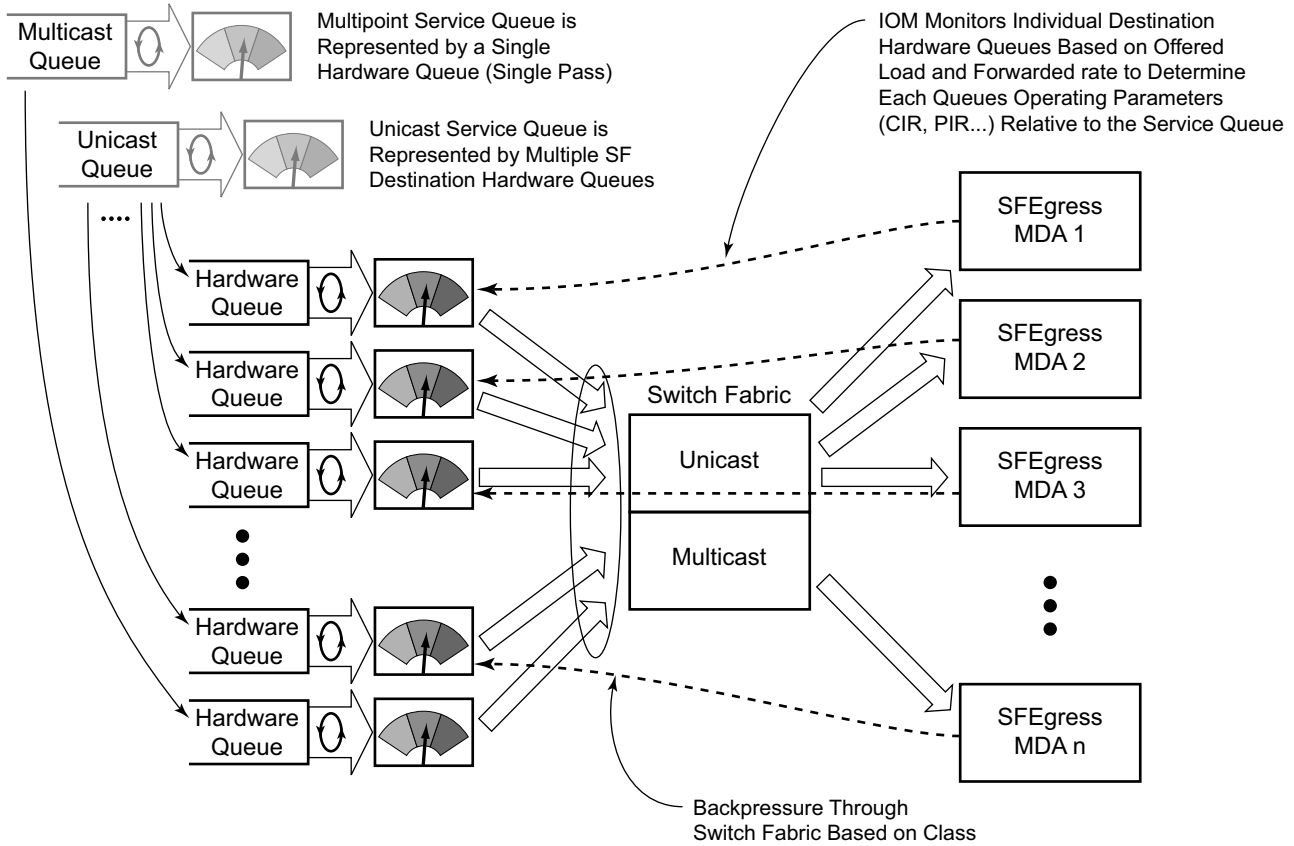 Multicast
Queue
Multipoint Service Queue is
Represented by a Single
Hardware Queue (Single Pass)
IOM Monitors Individual Destination
Hardware Queues Based on Offered
Load and Forwarded rate to Determine
Each Queues Operating Parameters
(CIR, PIR...) Relative to the Service Queue
Unicast
Queue
Unicast Service Queue is
Represented by Multiple SF
Destination Hardware Queues
....
SFEgress
MDA 1
Hardware
Queue
SFEgress
MDA 2
Hardware
Queue
Switch Fabric
Unicast
Multicast
Hardware
Queue
SFEgress
MDA 3
Hardware
Queue
Hardware
Queue
SFEgress
MDA n
Backpressure Through
Switch Fabric Based on Class